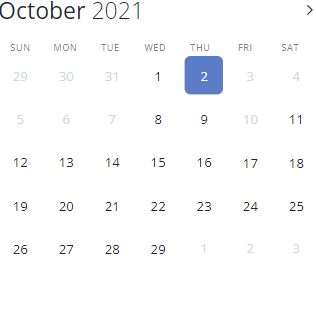 October 2021 >
SUN MON TUE WED THU FRI SAT
29 30 31 1 2 3 4
5 6 7 8 9 10 11
12 13 14 15 16 17 18
19 20 21 22 23 24 25
26 27 28 29 1 2 3